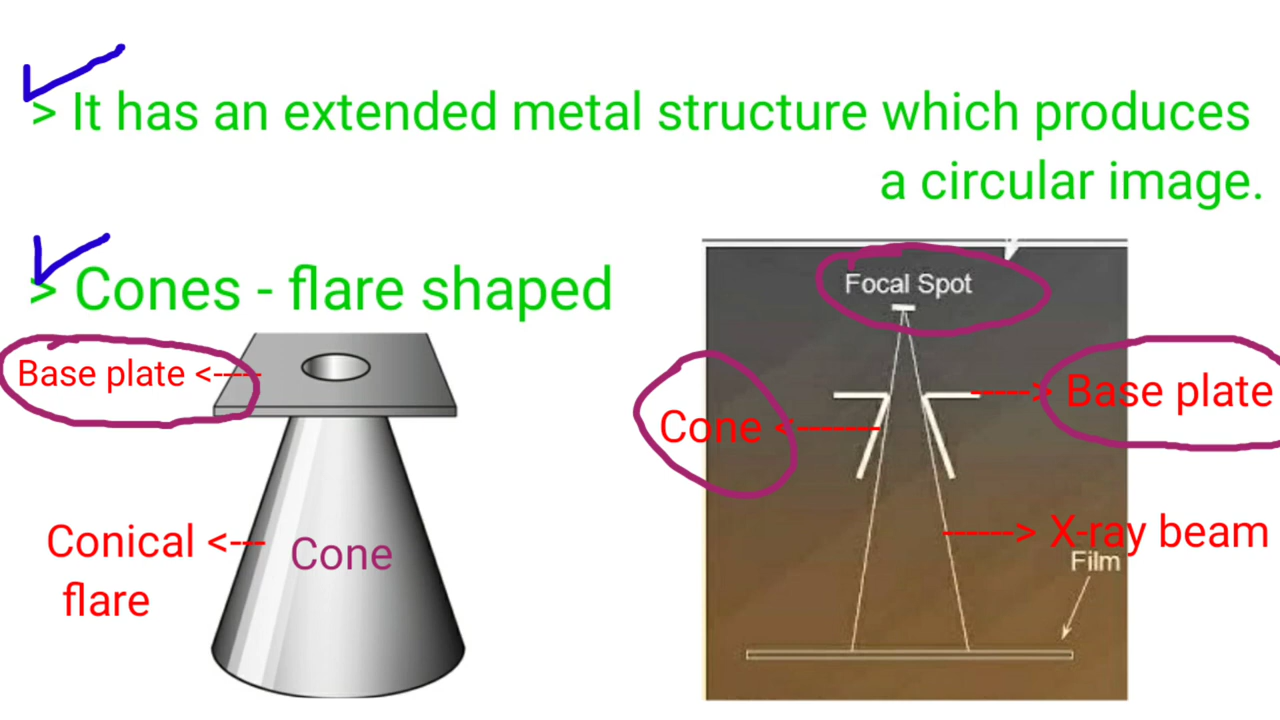 > It has an extended metal structure which produces
a circular image.
> Cones - flare shaped
Base plate <----
Conical <---
flare
Cone
Focal Spot
-----> Base plate
Cone <-------
------> X-ray beam
Film